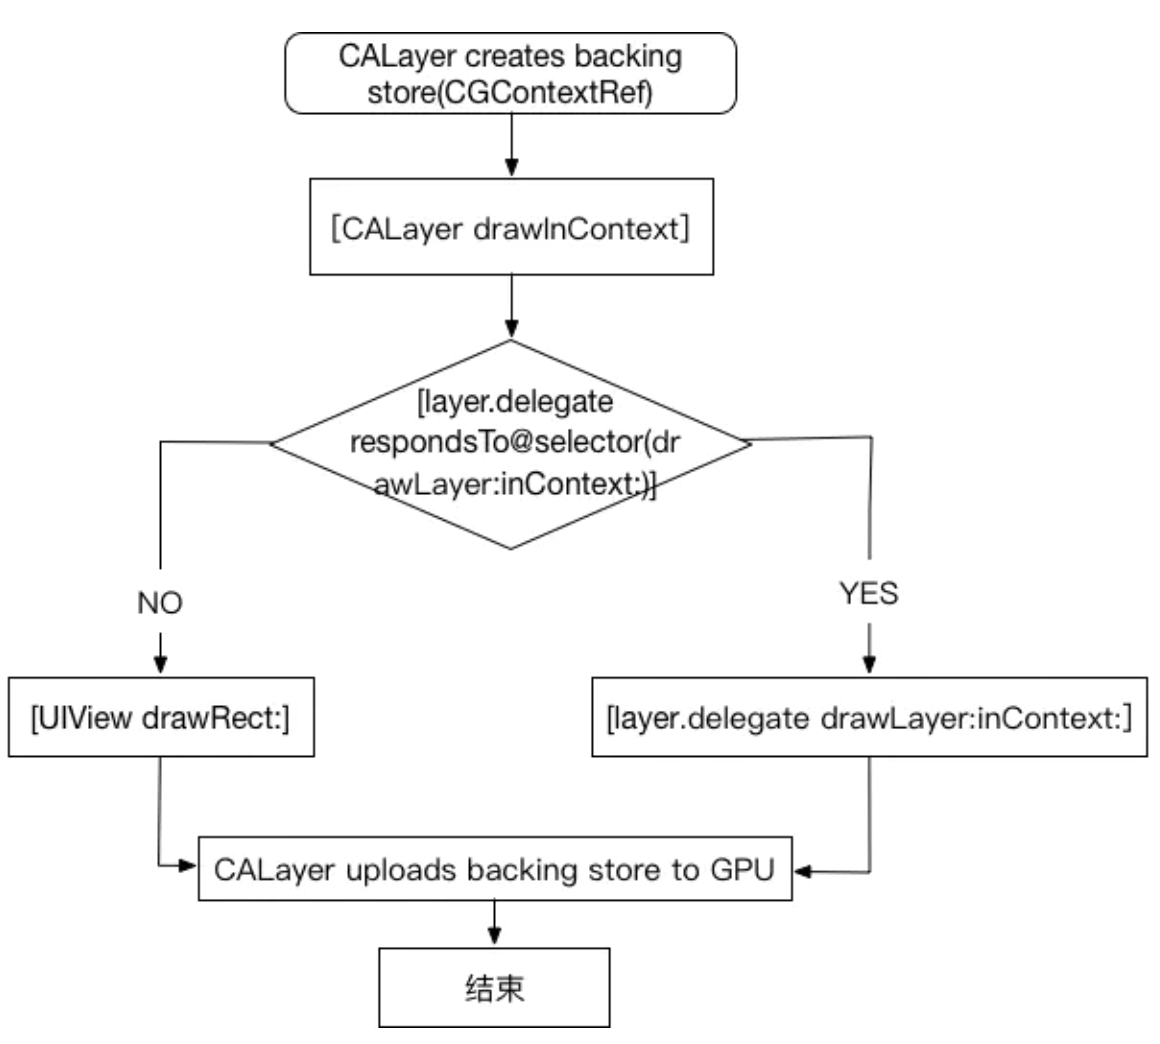 CALayer creates backing
store(CGContextRef)
[CALayer drawInContext]
[layer.delegate
respondsTo@selector(dr
awLayer:inContext:)]
NO
YES
[UIView drawRect:]
[layer.delegate drawLayer:inContext:]
CALayer uploads backing store to GPU
结束